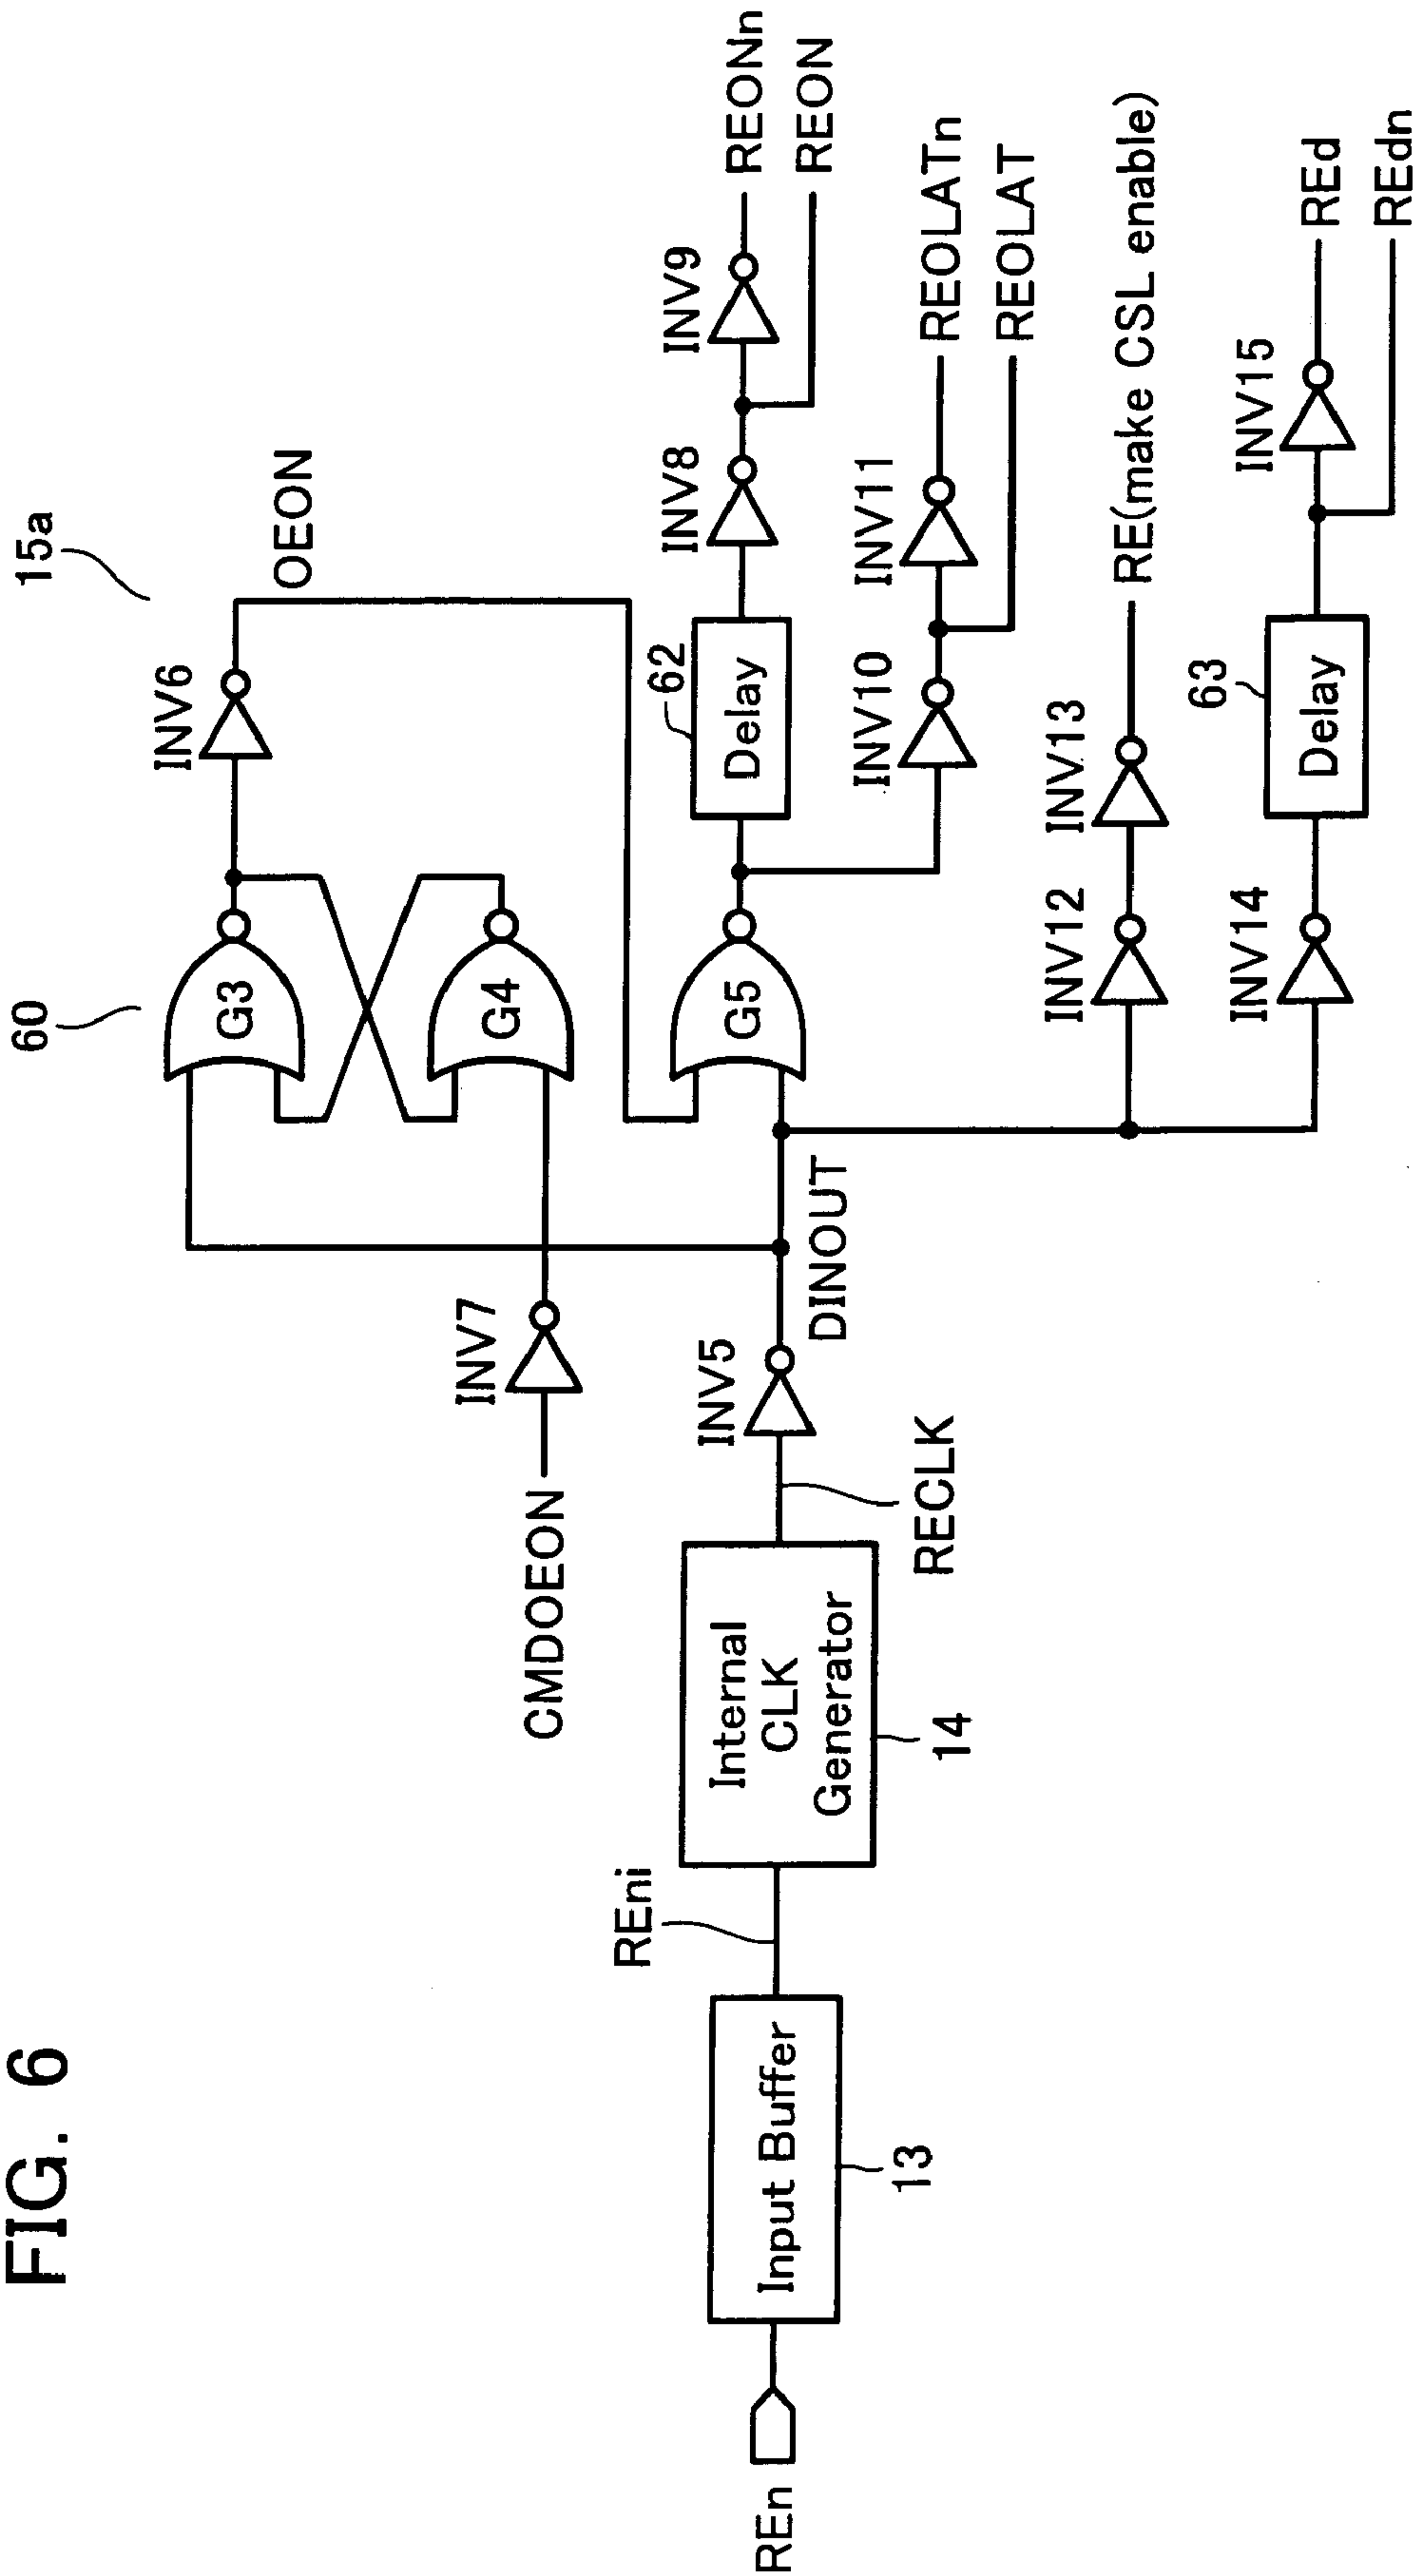 FIG. 6
15a
60
INV6
OEON
G3
G4
INV7
CMDOEON
G5
62
Delay
INV8
INV9
REONn
REON
INV10
INV11
REOLATn
REOLAT
REn
Input Buffer
13
REni
Internal
CLK
Generator
14
RECLK
INV5
DINOUT
INV12
INV13
RE(make CSL enable)
INV14
63
Delay
INV15
REd
REdn